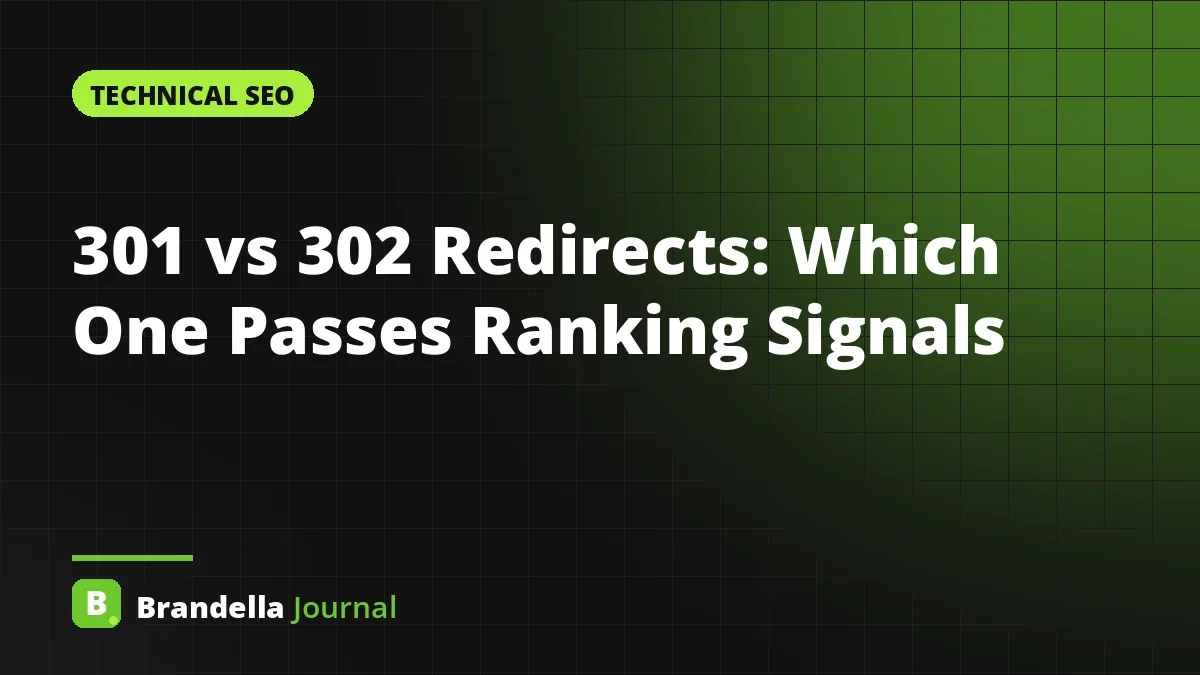 TECHNICAL SEO
301 vs 302 Redirects: Which
One Passes Ranking Signals
B
Brandella Journal